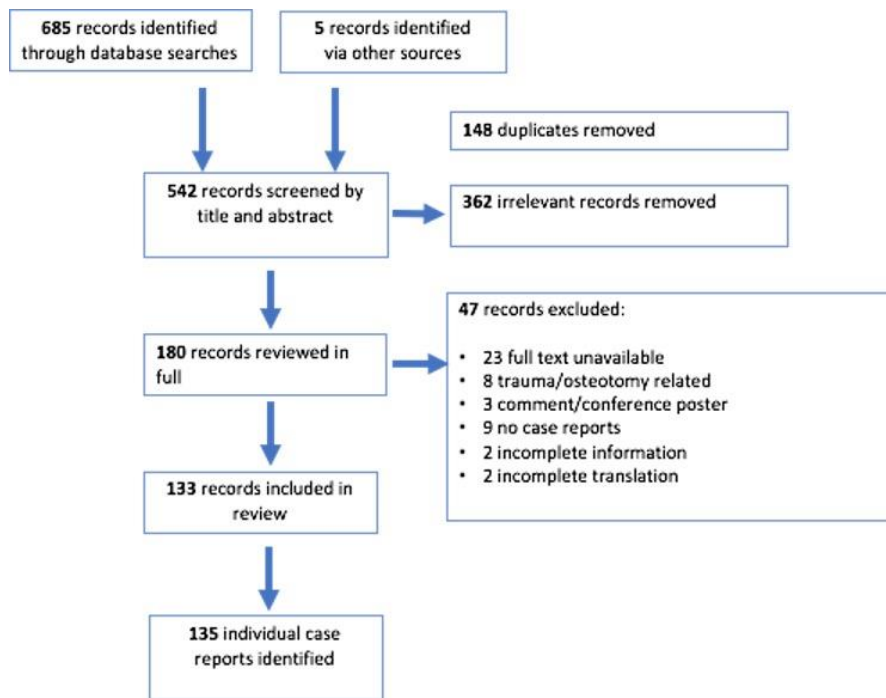 685 records identified
through database searches
5 records identified
via other sources
148 duplicates removed
542 records screened by
title and abstract
362 irrelevant records removed
180 records reviewed in
full
47 records excluded:
• 23 full text unavailable
• 8 trauma/osteotomy related
• 3 comment/conference poster
• 9 no case reports
• 2 incomplete information
• 2 incomplete translation
133 records included in
review
135 individual case
reports identified